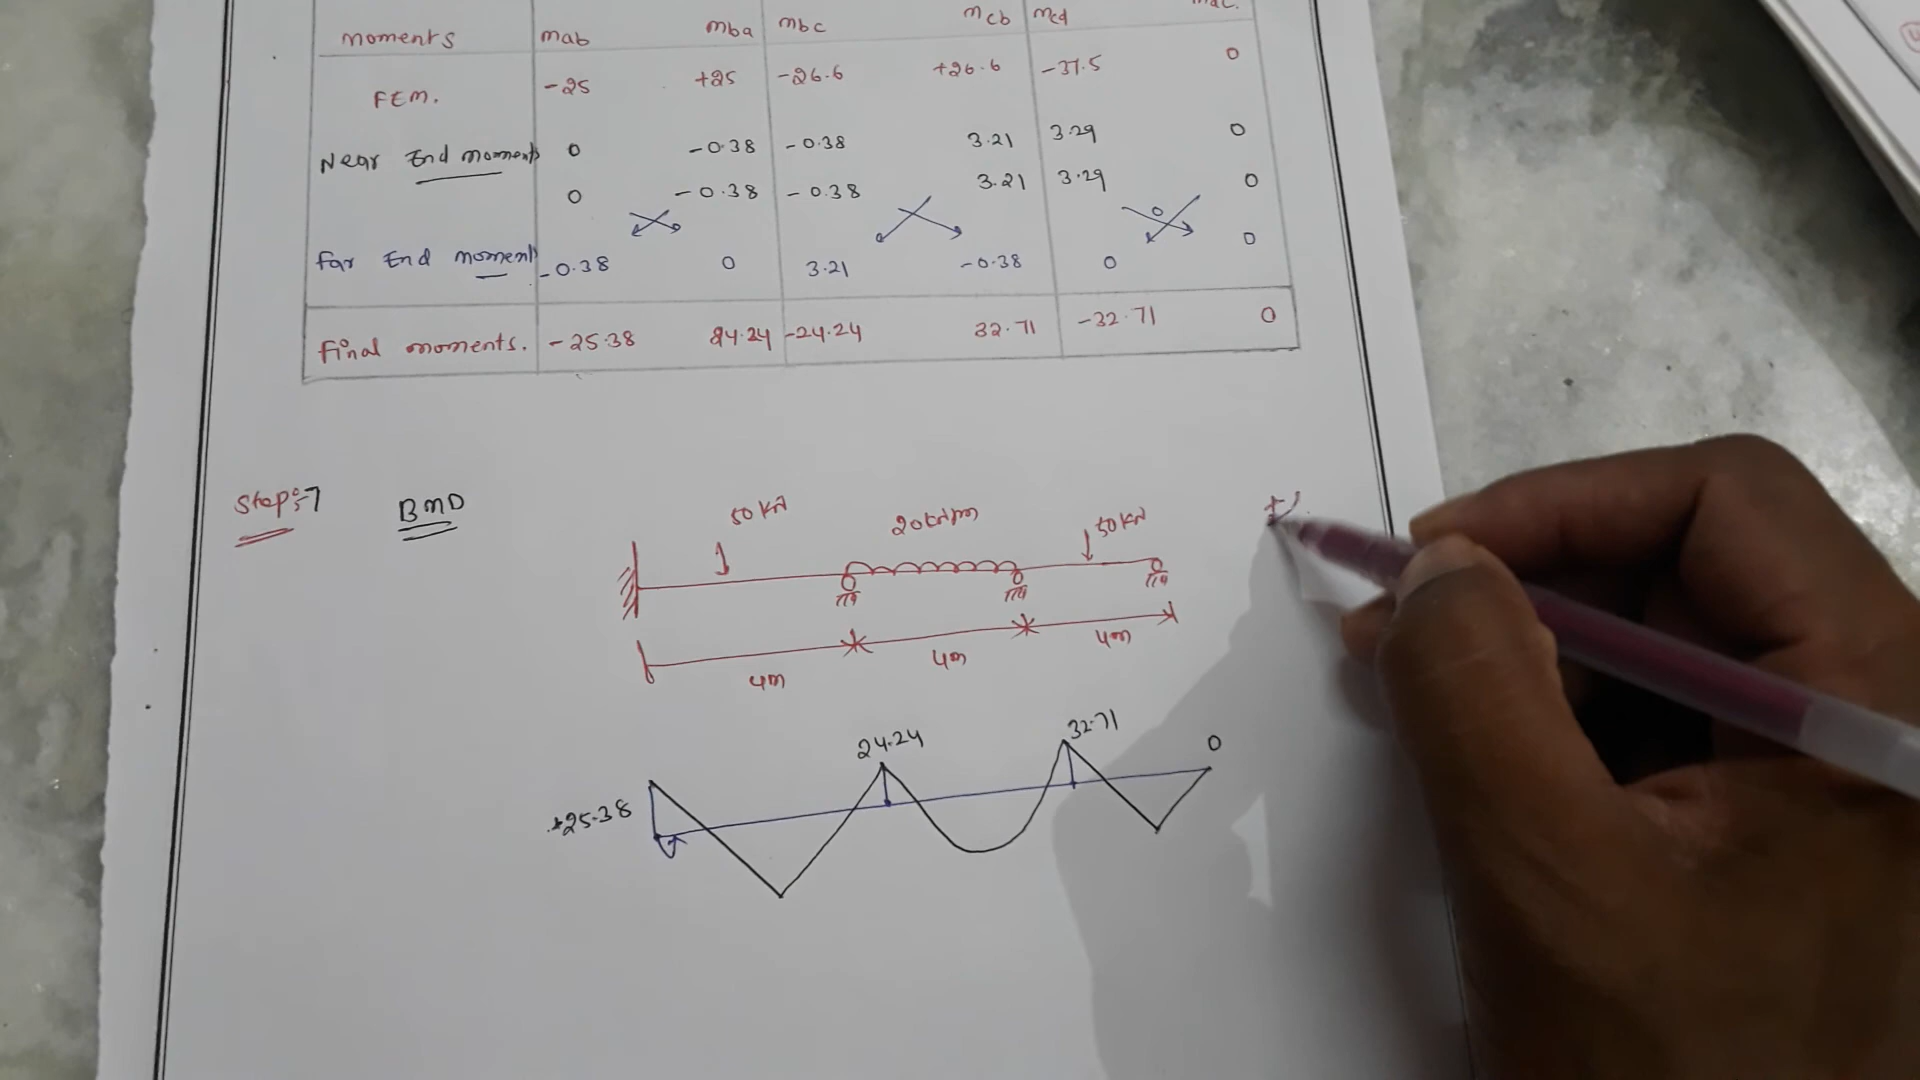 moments mab mba mbc mcb mcd
FEM. -25 +25 -26.6 +26.6 -37.5 0
Near End moments 0 -0.38 -0.38 3.21 3.29 0
0 -0.38 -0.38 3.21 3.29 0
0
far End moment -0.38 0 3.21 -0.38 0 0
final moments. -25.38 24.24 -24.24 32.71 -32.71 0
Step:-7 BMD
50 KN 20KN/m 50KN
4m 4m 4m
24.24 32.71 0
25.38